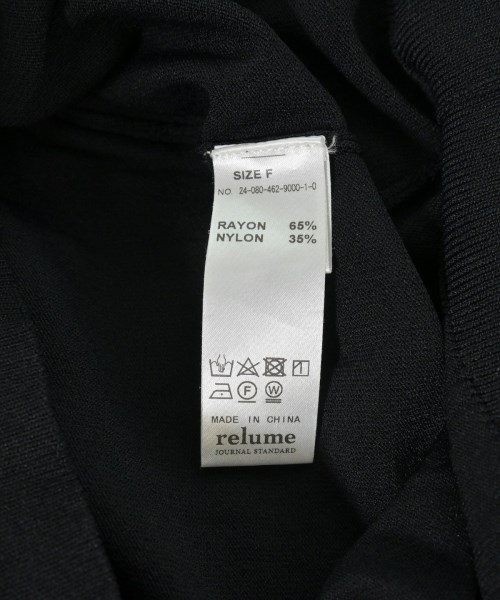 SIZE F
NO. 24-080-462-9000-1-0
RAYON 65%
NYLON 35%
F W
MADE IN CHINA
relume
JOURNAL STANDARD